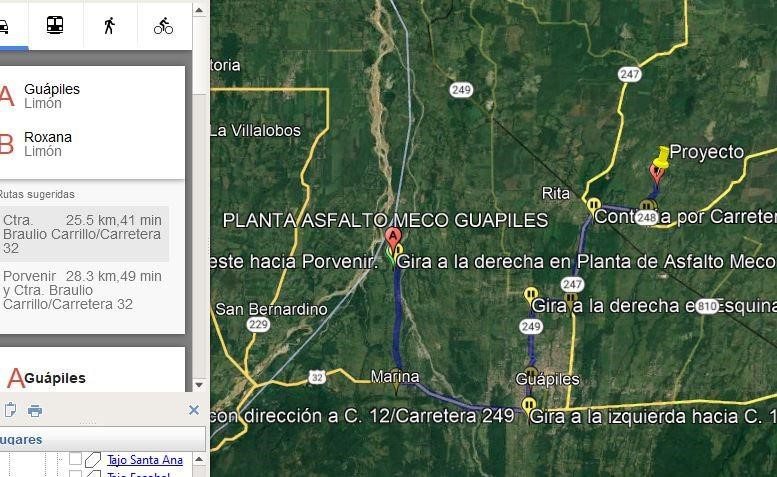 A
Guápiles
Limón
B
Roxana
Limón
Rutas sugeridas
Ctra. 25.5 km,41 min
Braulio Carrillo/Carretera
32
Porvenir 28.3 km,49 min
y Ctra. Braulio
Carrillo/Carretera 32
A Guápiles
ugares
Tajo Santa Ana
toria
247
249
La Villalobos
Proyecto
Rita
PLANTA ASFALTO MECO GUAPILES
A
248
Contin a por Carreter
este hacia Porvenir.
Gira a la derecha en Planta de Asfalto Meco
247
San Bernardino
229
249
Gira a la derecha e Esquina
810
32
Marina
Guápiles
con dirección a C. 12/Carretera 249
Gira a la izquierda hacia C. 1